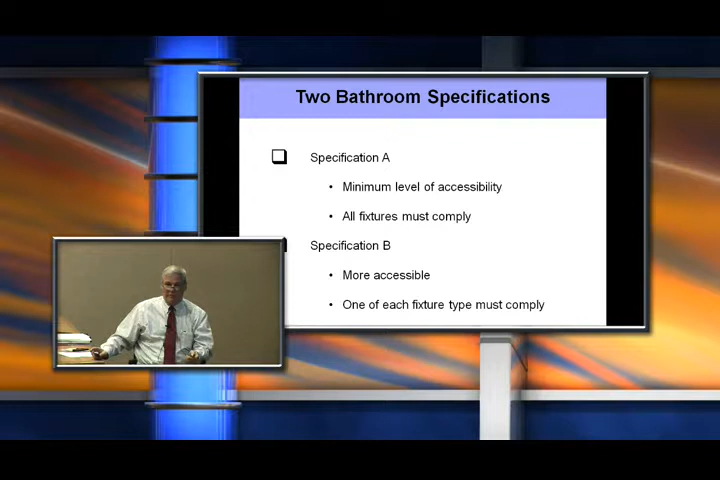 Two Bathroom Specifications
Specification A
• Minimum level of accessibility
• All fixtures must comply
Specification B
• More accessible
• One of each fixture type must comply